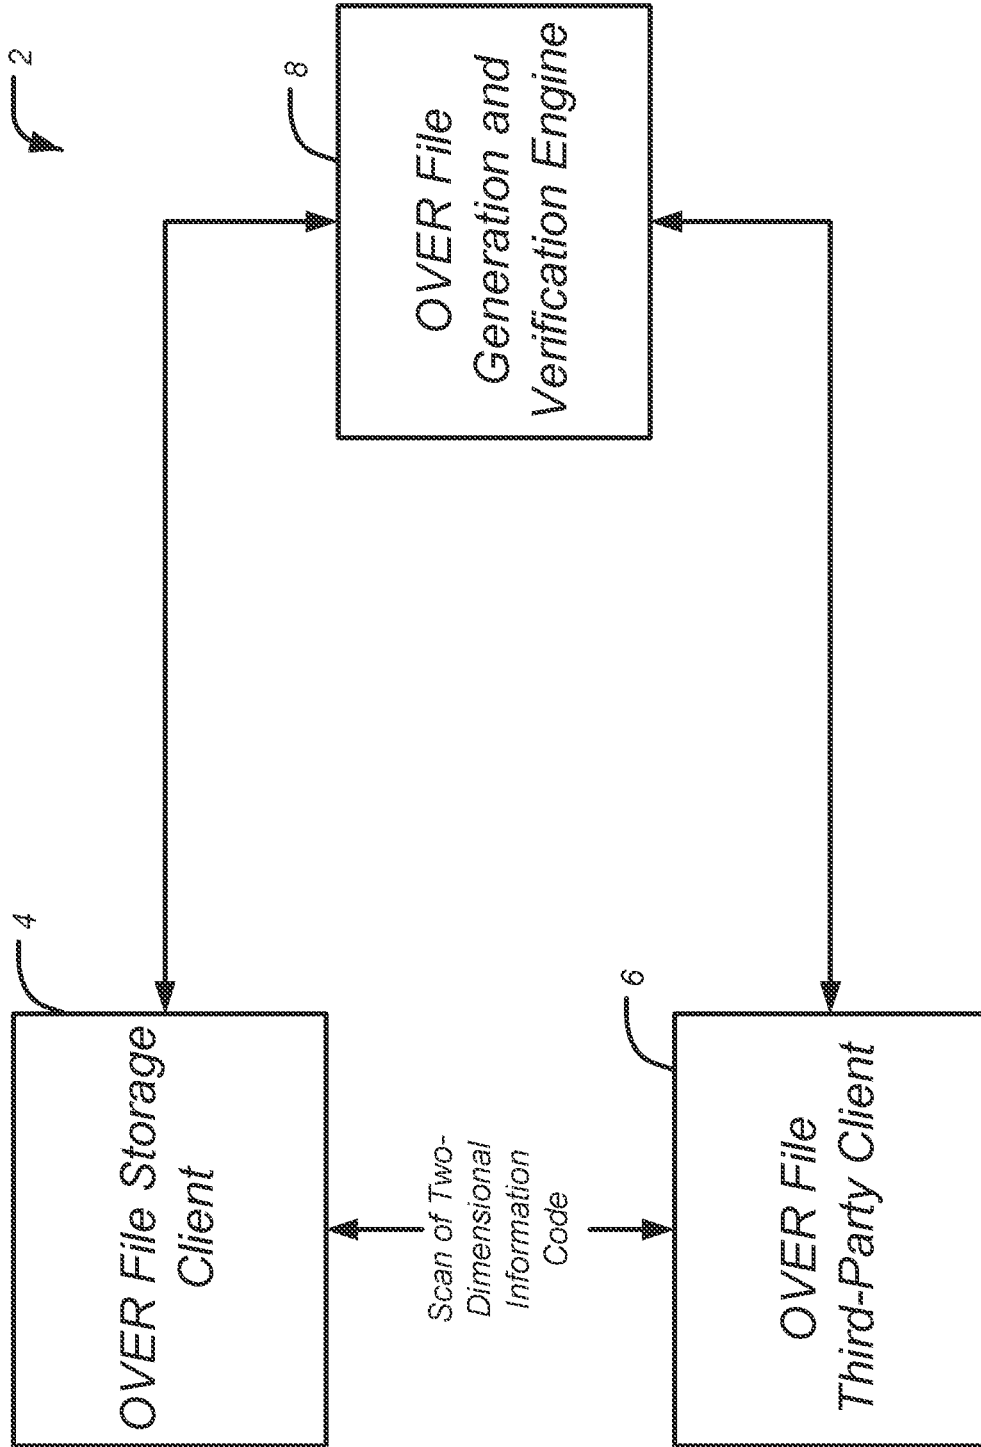 2
4
OVER File Storage
Client
8
OVER File
Generation and
Verification Engine
Scan of Two-
Dimensional
Information
Code
6
OVER File
Third-Party Client